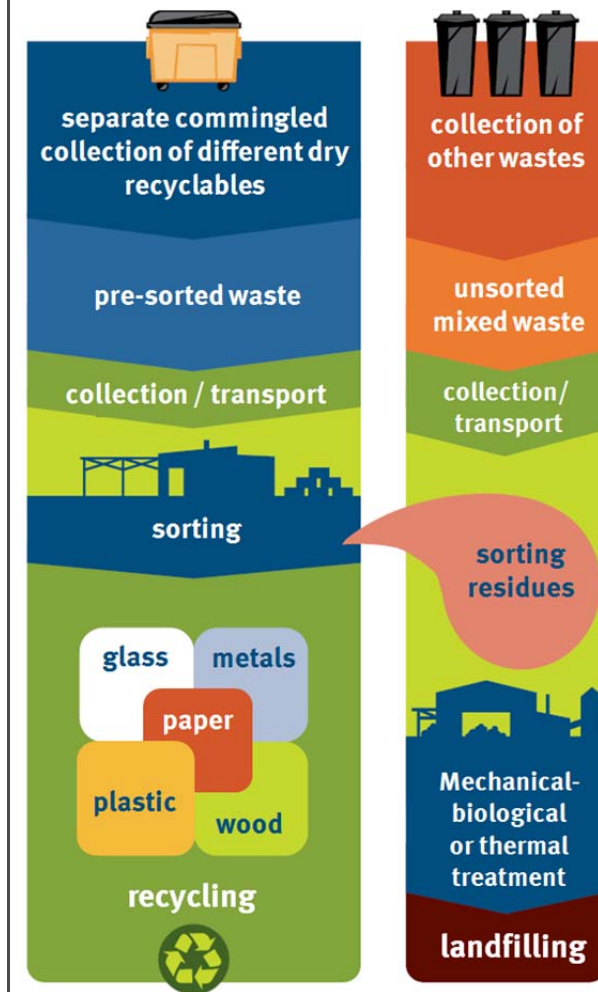 separate commingled
collection of different dry
recyclables
pre-sorted waste
collection / transport
sorting
glass
metals
paper
plastic
wood
recycling
collection of
other wastes
unsorted
mixed waste
collection/
transport
sorting
residues
Mechanical-
biological
or thermal
treatment
landfilling